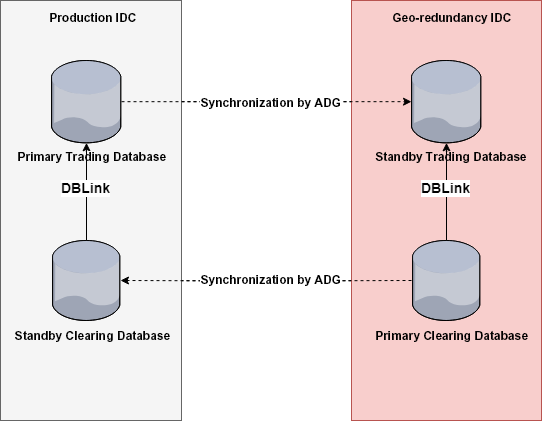 Production IDC
Geo-redundancy IDC
Synchronization by ADG
Primary Trading Database
Standby Trading Database
DBLink
DBLink
Synchronization by ADG
Standby Clearing Database
Primary Clearing Database